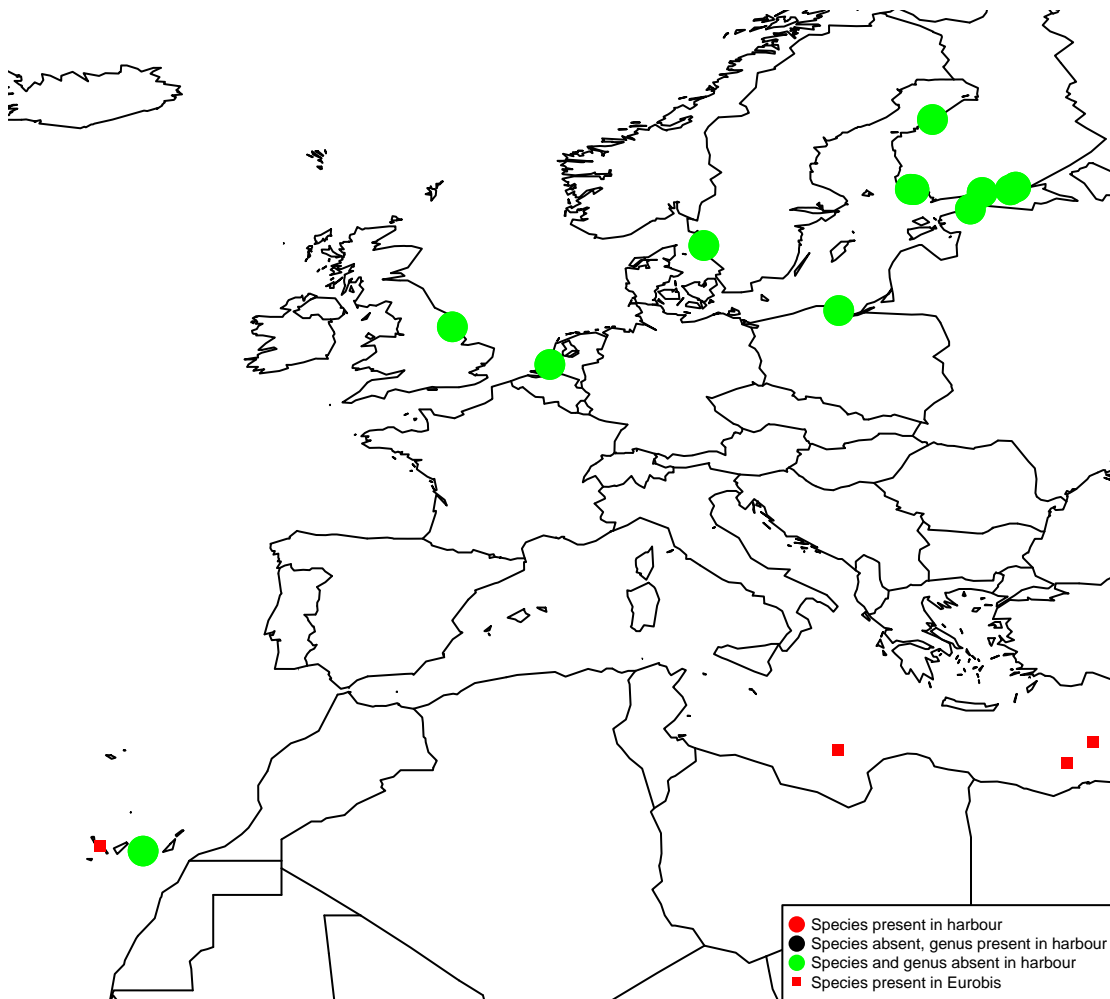 Species present in harbour
Species absent, genus present in harbour
Species and genus absent in harbour
Species present in Eurobis